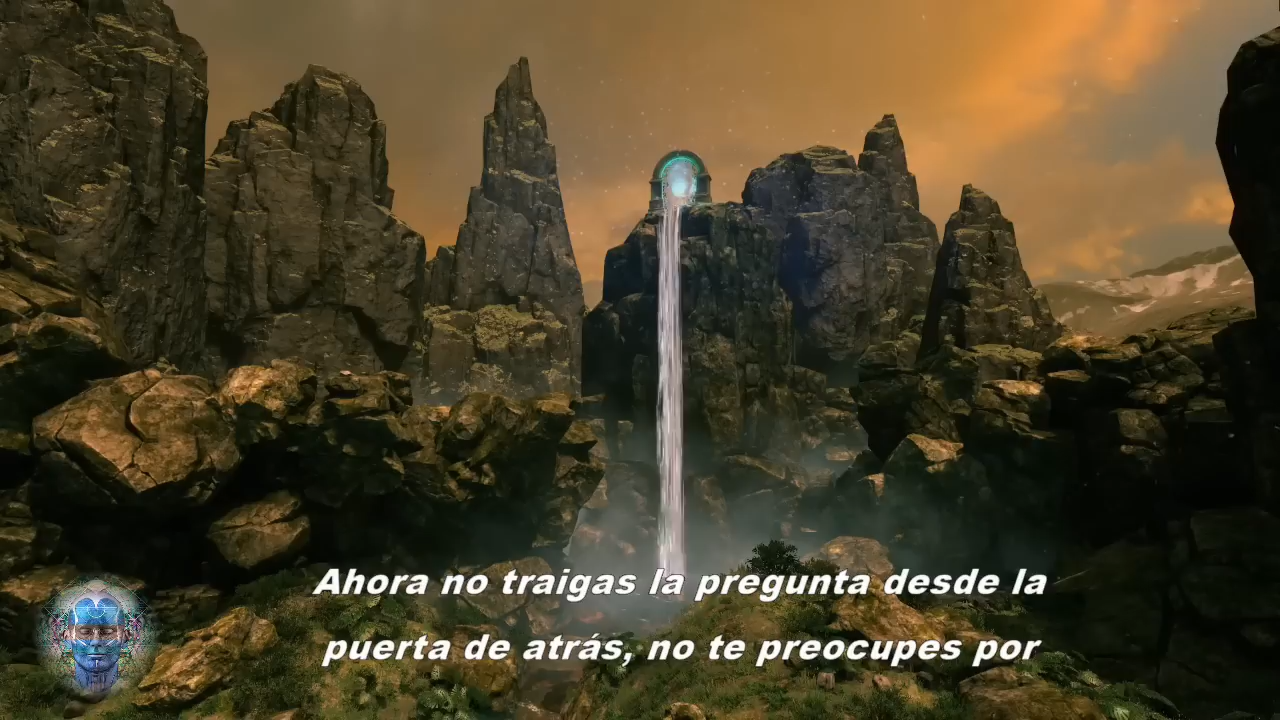 Ahora no traigas la pregunta desde la
puerta de atrás, no te preocupes por